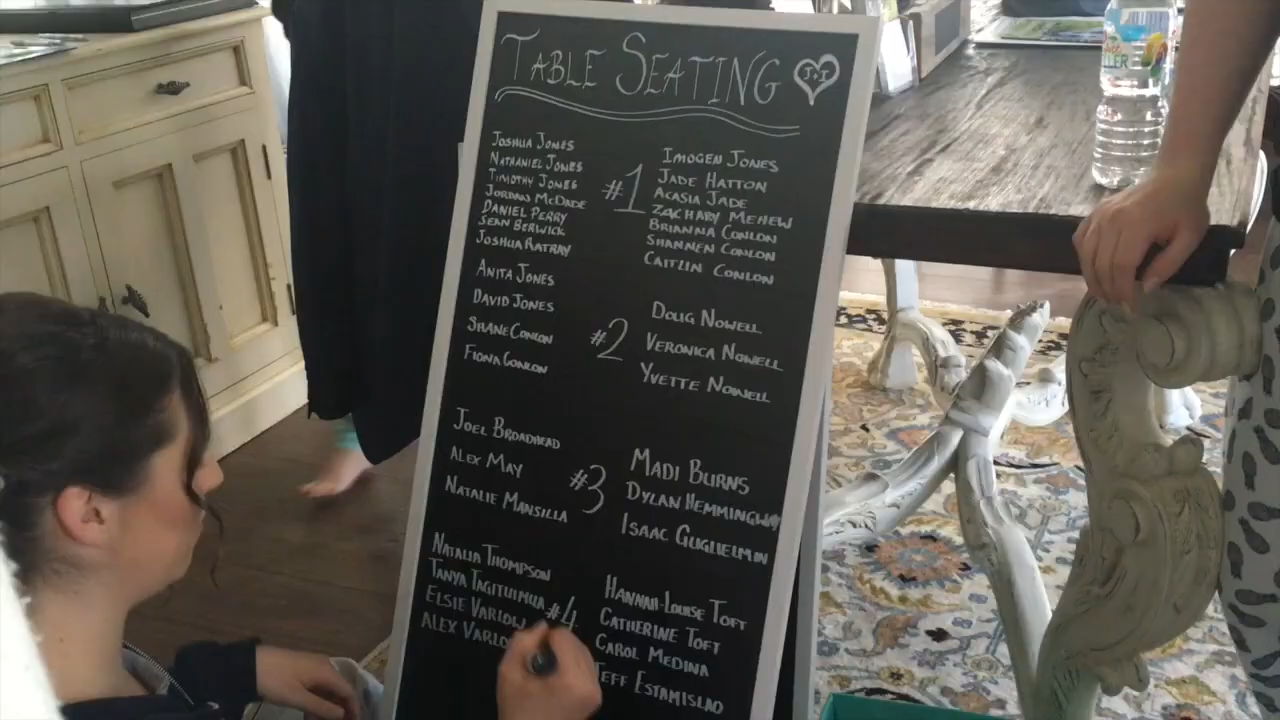 TABLE SEATING
J+I
JOSHUA JONES
NATHANIEL JONES
TIMOTHY JONES
JORDAN MCDADE
DANIEL PERRY
SEAN BERWICK
JOSHUA RATRAY
#1
IMOGEN JONES
JADE HATTON
ACASIA JADE
ZACHARY MEHEW
BRIANNA CONLON
SHANNEN CONLON
CAITLIN CONLON
ANITA JONES
DAVID JONES
SHANE CONLON
FIONA CONLON
#2
DOUG NOWELL
VERONICA NOWELL
YVETTE NOWELL
JOEL BROADHEAD
ALEX MAY
NATALIE MANSILLA
#3
MADI BURNS
DYLAN HEMMINGWAY
ISAAC GUGLIELMIN
NATALIA THOMPSON
TANYA TAGITUIMUA
ELSIE VARLOW
ALEX VARLO
#4
HANNAH-LOUISE TOFT
CATHERINE TOFT
CAROL MEDINA
JEFF ESTAMISLAO